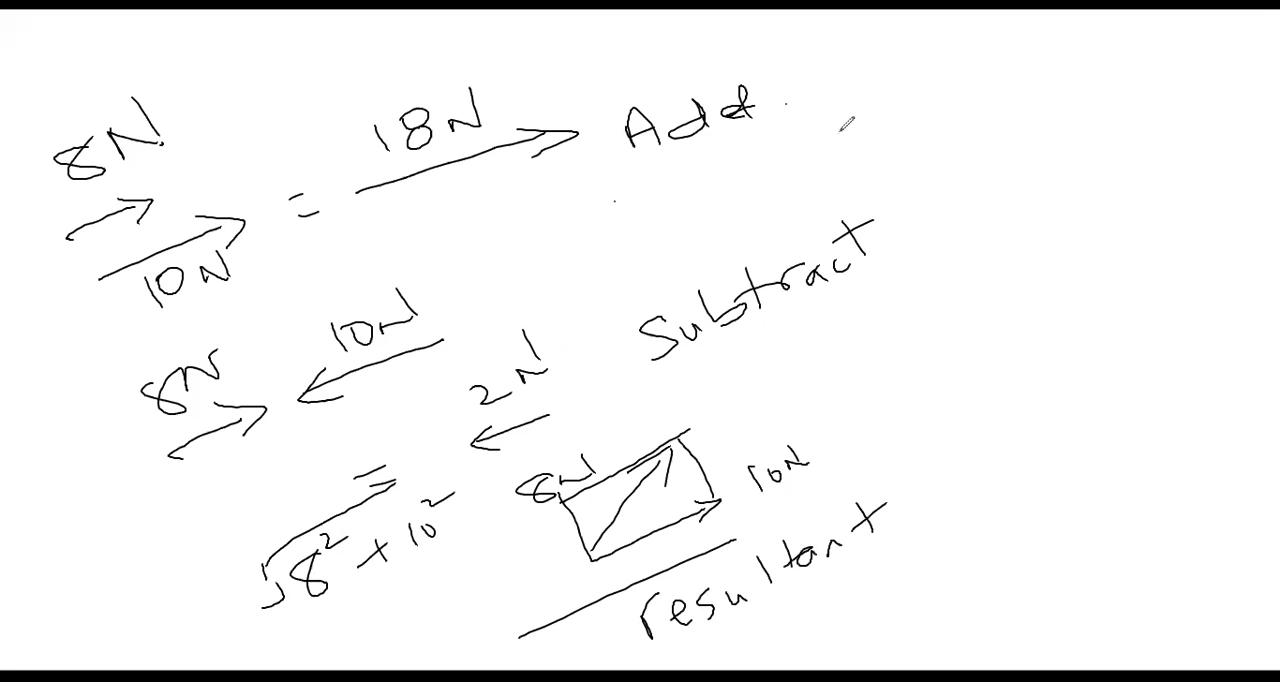 8N
10N = 18N Add
8N 10N
= 2N Subtract
√8² + 10² 8N 10N
resultant